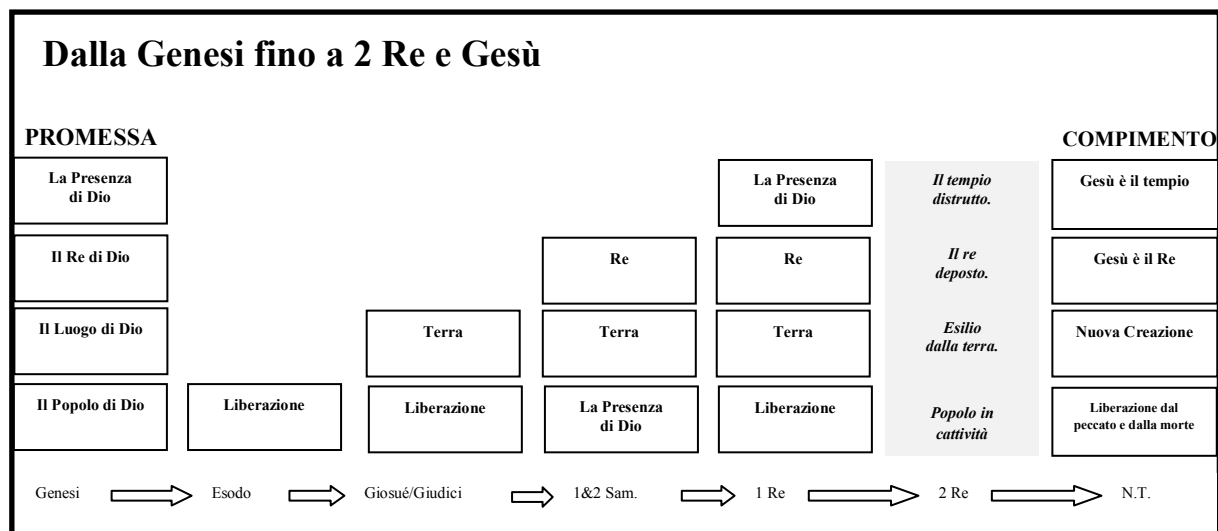 Dalla Genesi fino a 2 Re e Gesù
PROMESSA
COMPIMENTO
La Presenza
di Dio
La Presenza
di Dio
Il tempio
distrutto.
Gesù è il tempio
Il Re di Dio
Re
Re
Il re
deposto.
Gesù è il Re
Il Luogo di Dio
Terra
Terra
Terra
Esilio
dalla terra.
Nuova Creazione
Il Popolo di Dio
Liberazione
Liberazione
La Presenza
di Dio
Liberazione
Popolo in
cattività
Liberazione dal
peccato e dalla morte
Genesi
Esodo
Giosué/Giudici
1&2 Sam.
1 Re
2 Re
N.T.